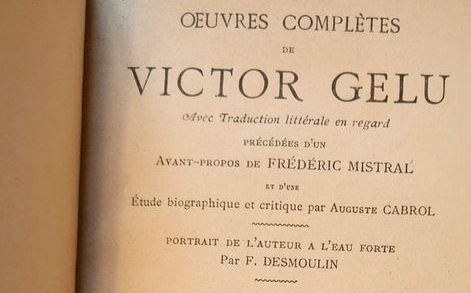 OEUVRES COMPLÈTES
DE
VICTOR GELU
Avec Traduction littérale en regard
PRÉCÉDÉES D'UN
AVANT-PROPOS DE FRÉDÉRIC MISTRAL
ET D'UNE
Étude biographique et critique par AUGUSTE CABROL
PORTRAIT DE L'AUTEUR A L'EAU FORTE
Par F. DESMOULIN